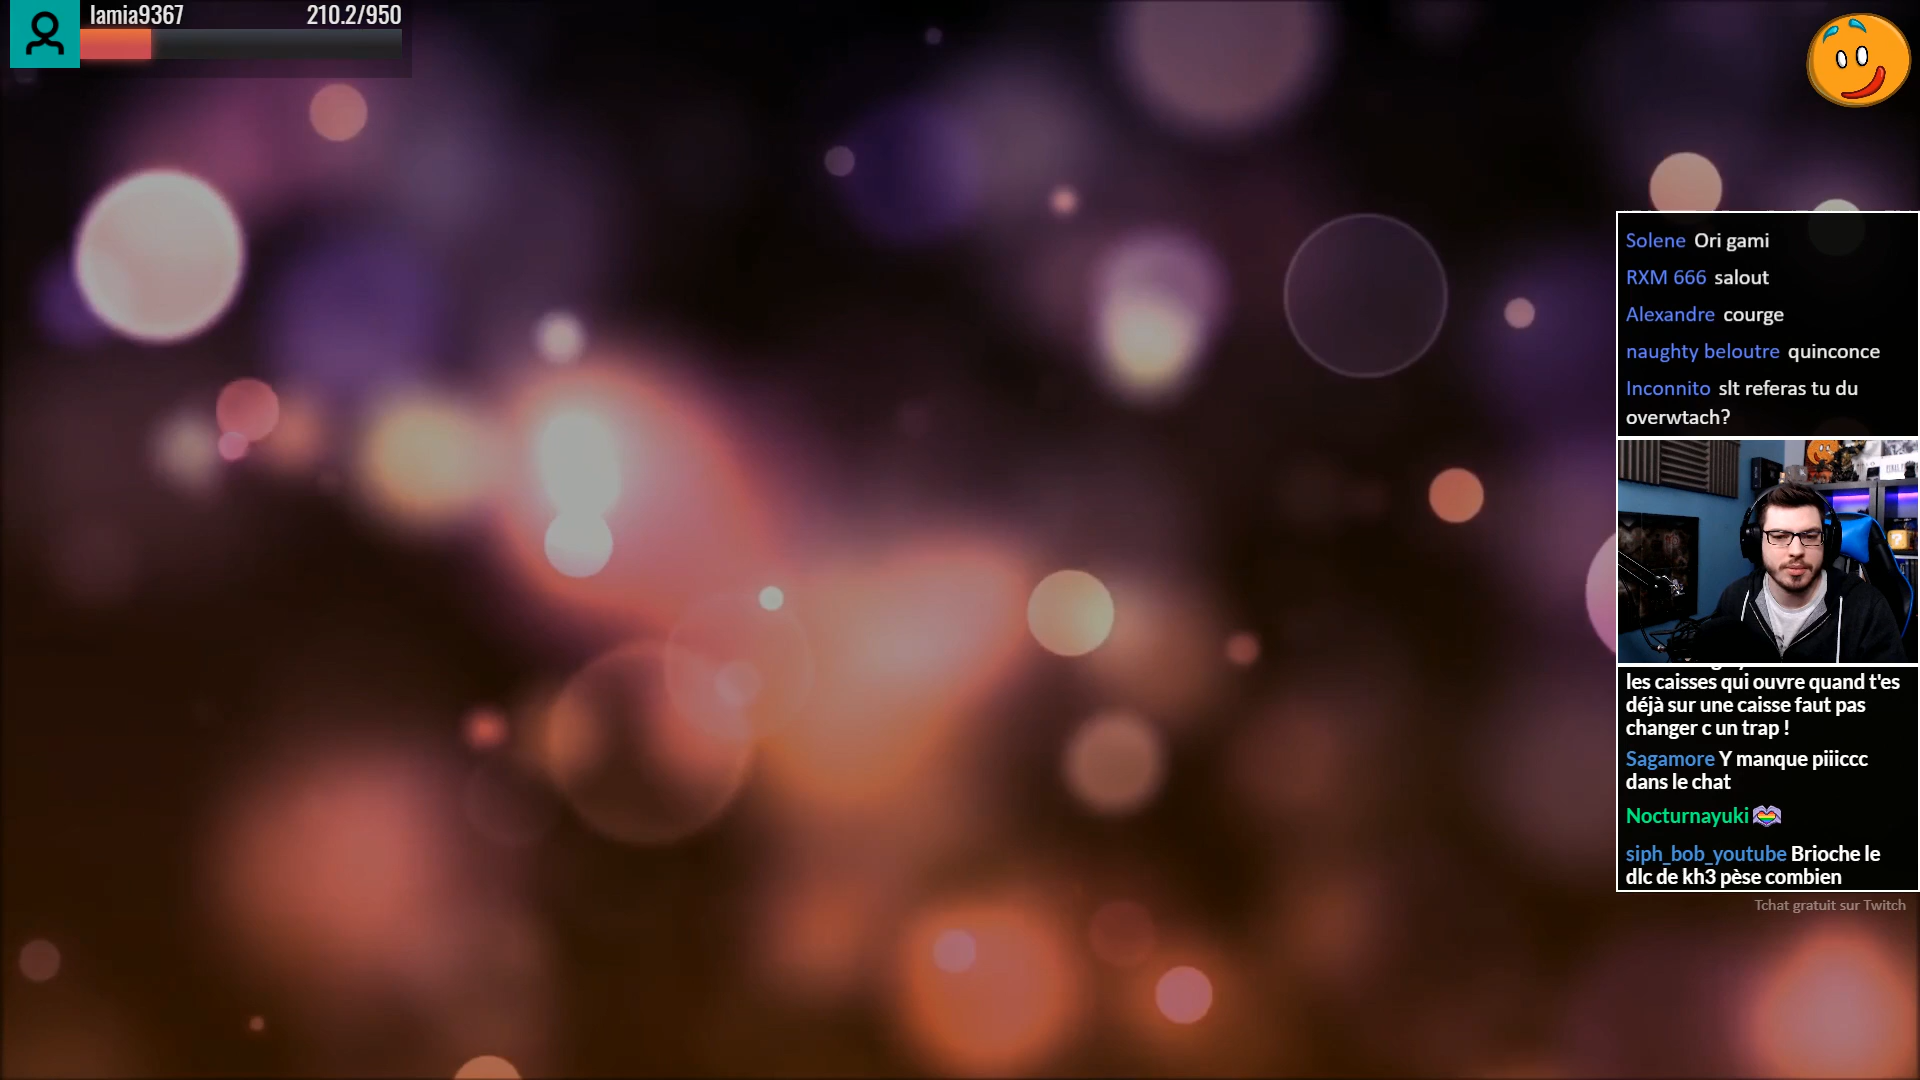 lamia9367 210.2/950
Solene Ori gami
RXM 666 salout
Alexandre courge
naughty beloutre quinconce
Inconnito slt referas tu du
overwtach?
les caisses qui ouvre quand t'es
déjà sur une caisse faut pas
changer c un trap !
Sagamore Y manque piiiccc
dans le chat
Nocturnayuki
siph_bob_youtube Brioche le
dlc de kh3 pèse combien
Tchat gratuit sur Twitch